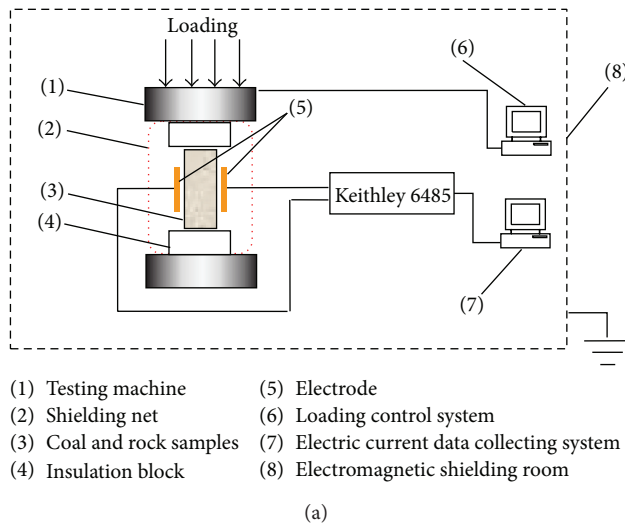 Loading
(1)
(2)
(3)
(4)
(5)
(6)
(8)
Keithley 6485
(7)
(1) Testing machine
(2) Shielding net
(3) Coal and rock samples
(4) Insulation block
(5) Electrode
(6) Loading control system
(7) Electric current data collecting system
(8) Electromagnetic shielding room
(a)